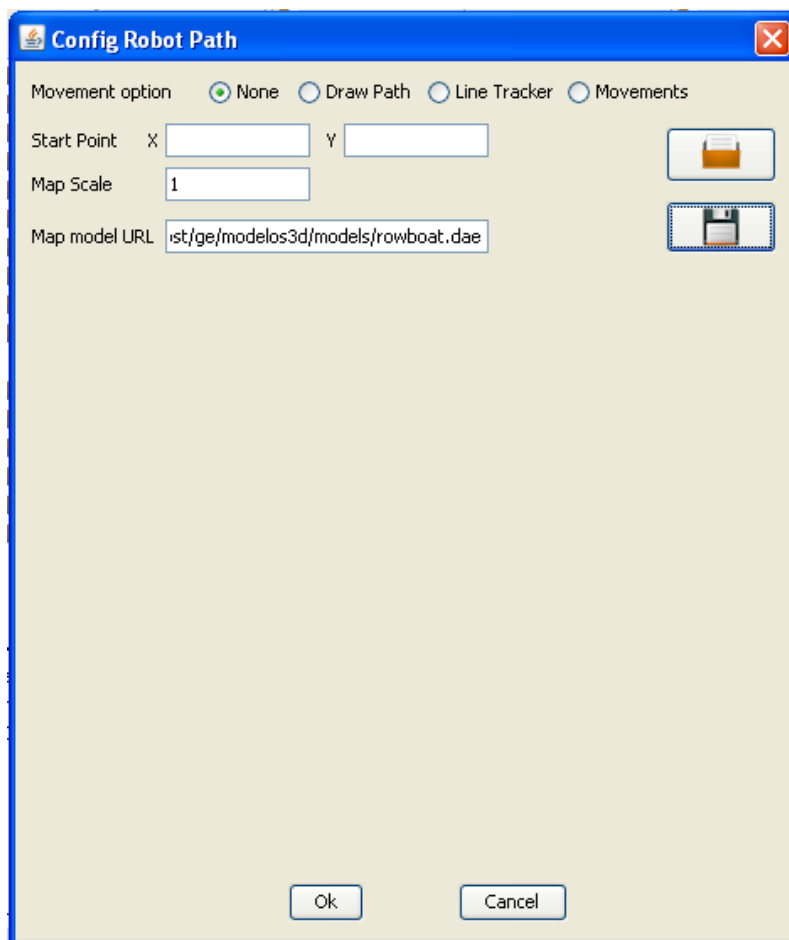 Config Robot Path
Movement option None Draw Path Line Tracker Movements
Start Point X Y
Map Scale 1
Map model URL st/ge/modelos3d/models/rowboat.dae
Ok Cancel